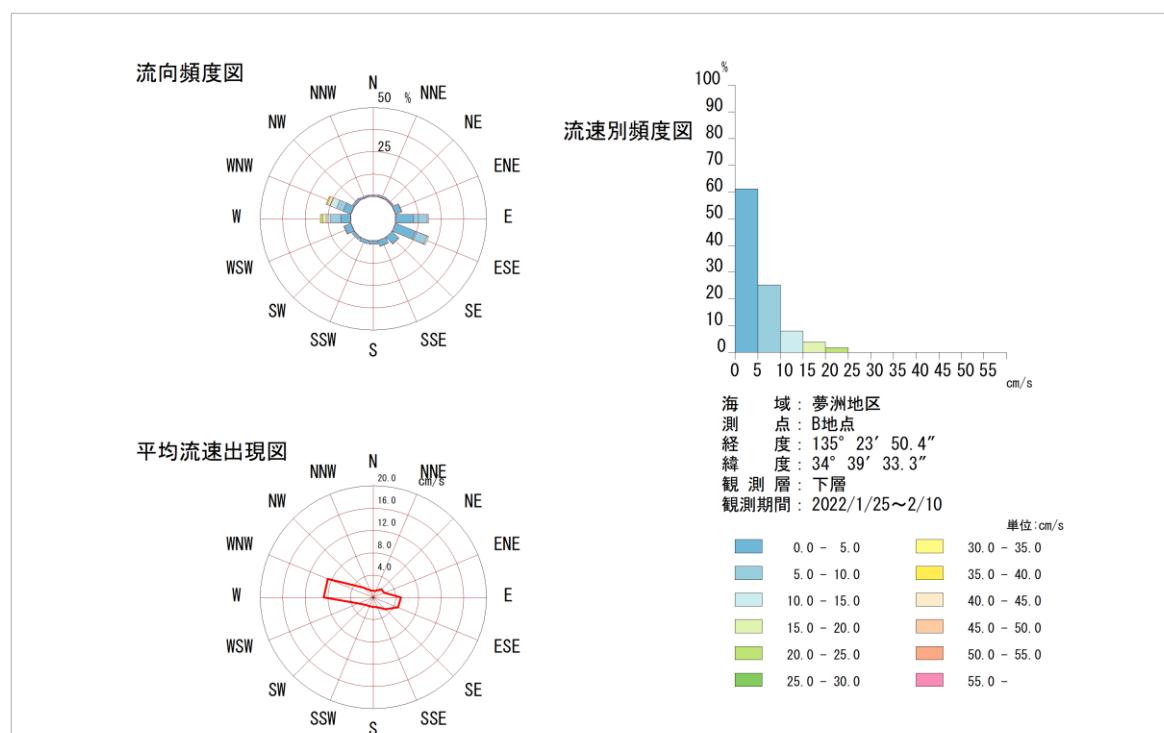 流向頻度図
N
50 %
NNE
NE
ENE
E
ESE
SE
SSE
S
SSW
SW
WSW
W
WNW
NW
NNW
25
平均流速出現図
N
20.0
cm/s
NNE
NE
ENE
E
ESE
SE
SSE
S
SSW
SW
WSW
W
WNW
NW
NNW
16.0
12.0
8.0
4.0
流速別頻度図
%
100
90
80
70
60
50
40
30
20
10
0
0 5 10 15 20 25 30 35 40 45 50 55
cm/s
海 域 : 夢洲地区
測 点 : B地点
経 度 : 135° 23′ 50.4″
緯 度 : 34° 39′ 33.3″
観 測 層 : 下層
観測期間 : 2022/1/25～2/10
単位:cm/s
0.0 - 5.0
5.0 - 10.0
10.0 - 15.0
15.0 - 20.0
20.0 - 25.0
25.0 - 30.0
30.0 - 35.0
35.0 - 40.0
40.0 - 45.0
45.0 - 50.0
50.0 - 55.0
55.0 -